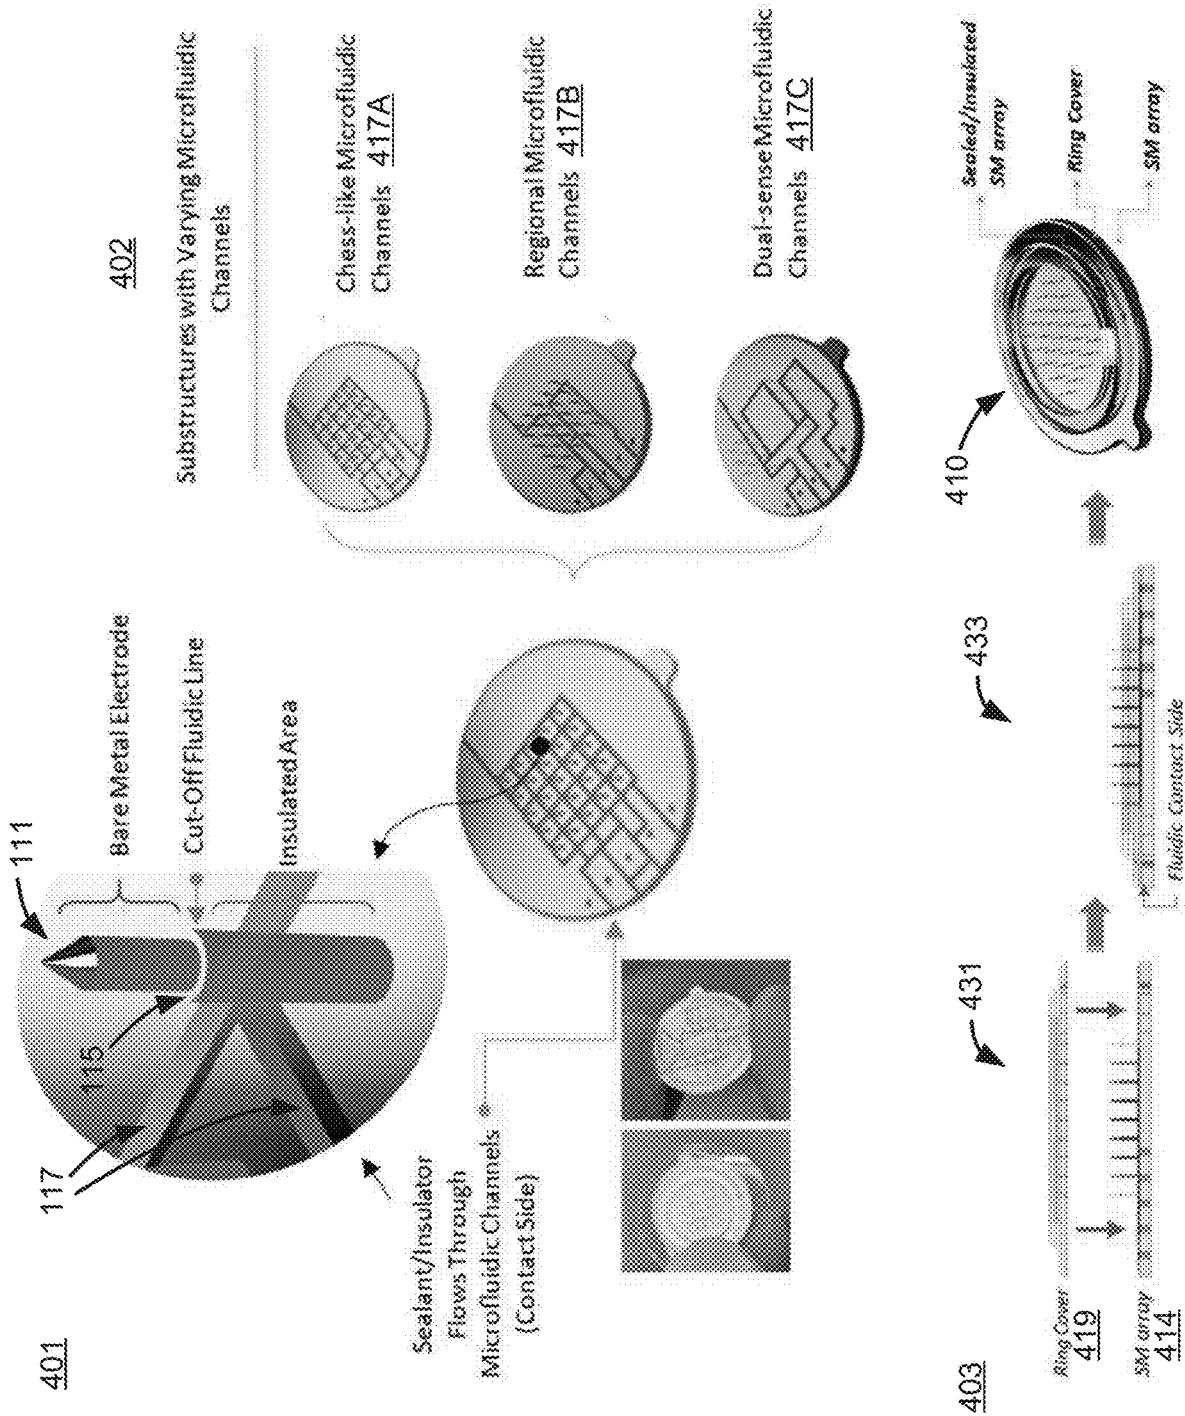 401
117
115
111
Bare Metal Electrode
Cut-Off Fluidic Line
Insulated Area
Sealant/Insulator
Flows Through
Microfluidic Channels
(Contact Side)
402
Substructures with Varying Microfluidic
Channels
Chess-like Microfluidic
Channels 417A
Regional Microfluidic
Channels 417B
Dual-sense Microfluidic
Channels 417C
403
Ring Cover
419
SM array
414
431
433
Fluidic Contact Side
410
Sealed/Insulated
SM array
Ring Cover
SM array